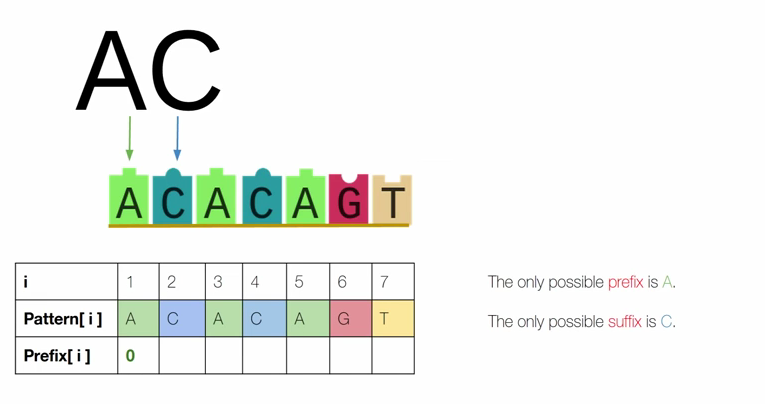 AC
A C A C A G T
i 1 2 3 4 5 6 7
Pattern[ i ] A C A C A G T
Prefix[ i ] 0
The only possible prefix is A.
The only possible suffix is C.